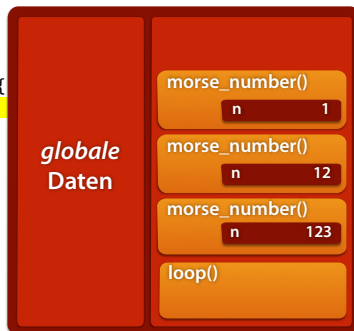 {
globale
Daten
morse_number()
n 1
morse_number()
n 12
morse_number()
n 123
loop()